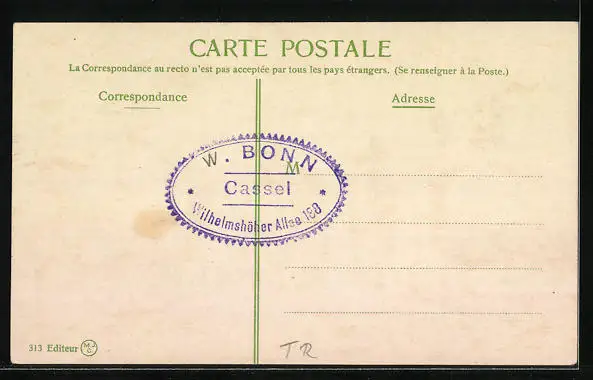 CARTE POSTALE
La Correspondance au recto n'est pas acceptée par tous les pays étrangers. (Se renseigner à la Poste.)
Correspondance
Adresse
W. BONN
M
Cassel
Wilhelmshöher Allee 188
313 Editeur M.J.C.
TR